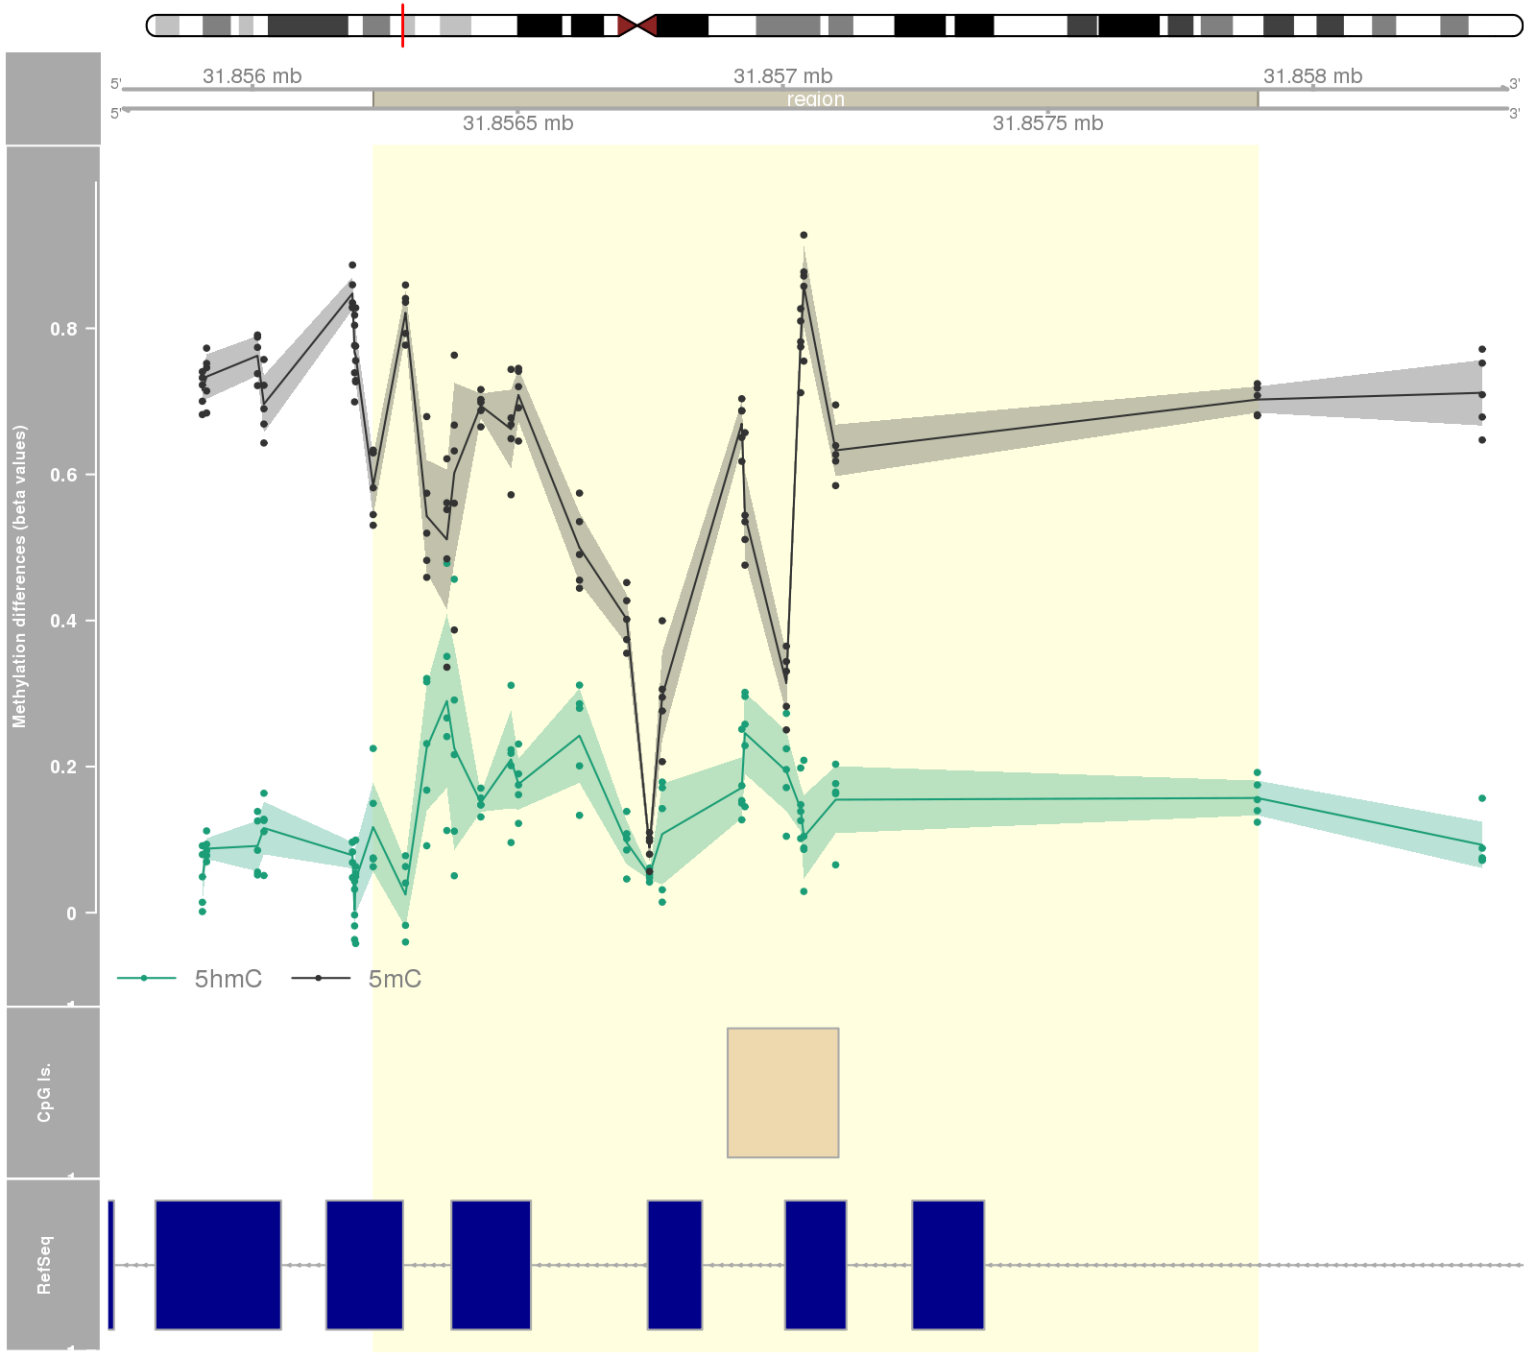 31.856 mb 31.857 mb 31.858 mb
5' 3'
region
5' 3'
31.8565 mb 31.8575 mb
Methylation differences (beta values)
0.8
0.6
0.4
0.2
0
5hmC 5mC
CpG Is.
RefSeq